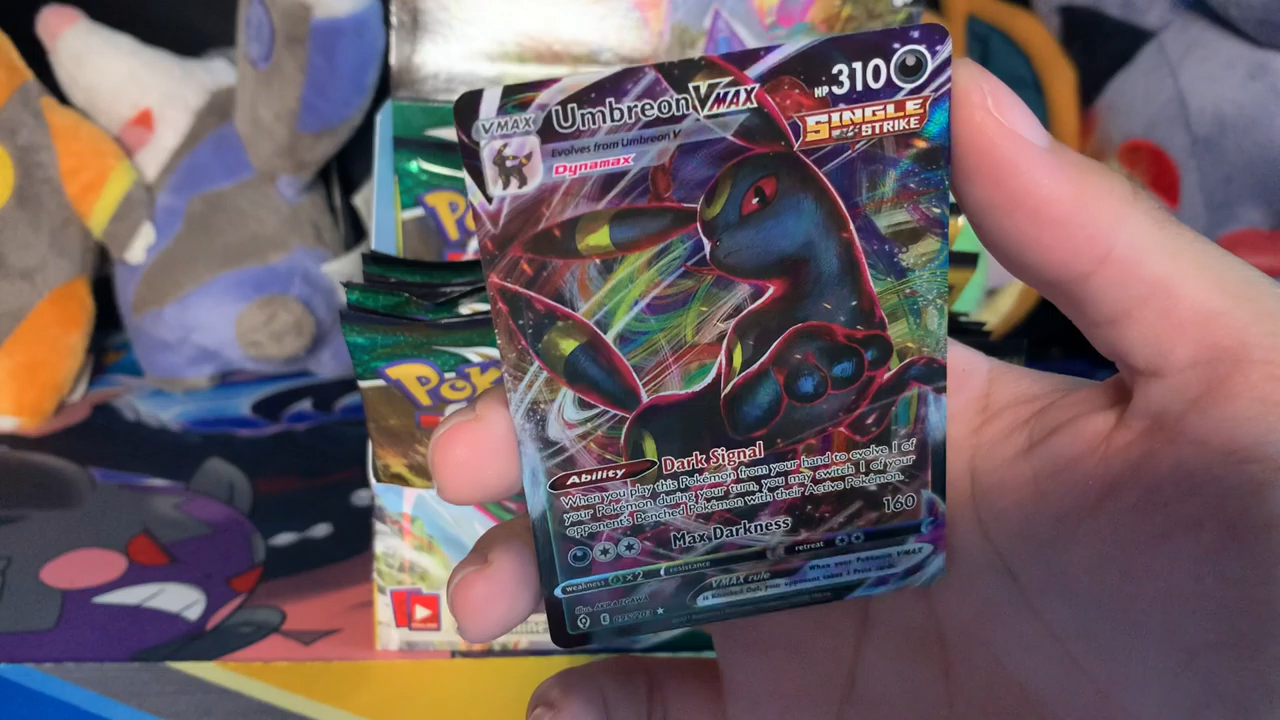 VMAX
Umbreon VMAX
HP 310
Evolves from Umbreon V
Dynamax
SINGLE STRIKE
Ability Dark Signal
When you play this Pokémon from your hand to evolve 1 of
your Pokémon during your turn, you may switch 1 of your
opponent's Benched Pokémon with their Active Pokémon.
Max Darkness 160
weakness ×2 resistance retreat
VMAX rule
When your Pokémon VMAX
is Knocked Out, your opponent takes 3 Prize cards.
Illus. AKIRA EGAWA
E 095/203